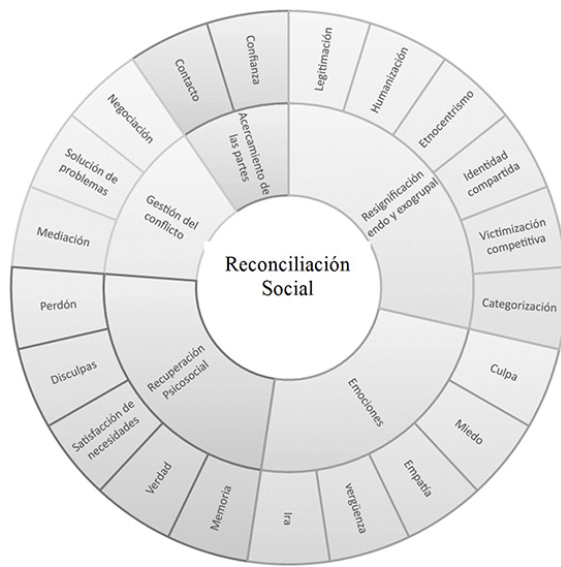 Reconciliación
Social
Acercamiento de
las partes
Contacto
Confianza
Resignificación
endo y exogrupal
Legitimación
Humanización
Etnocentrismo
Identidad
compartida
Victimización
competitiva
Categorización
Emociones
Culpa
Miedo
Empatía
vergüenza
Ira
Recuperación
Psicosocial
Memoria
Verdad
Satisfacción de
necesidades
Disculpas
Perdón
Gestión del
conflicto
Mediación
Solución de
problemas
Negociación